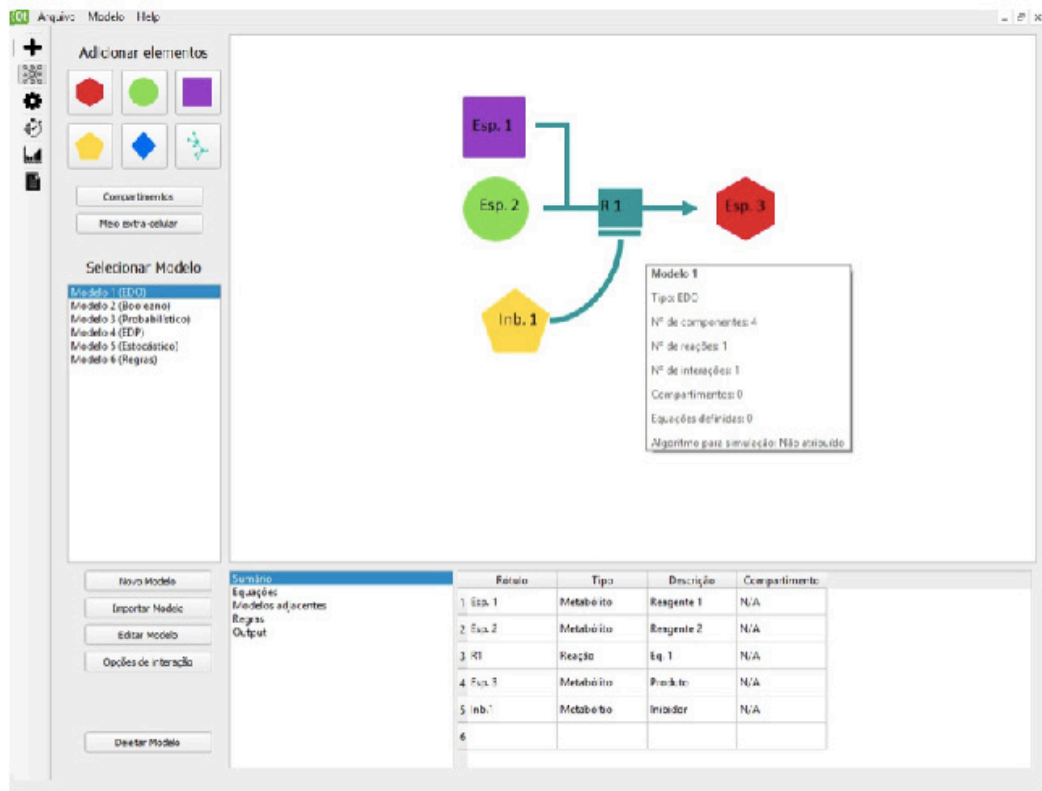 Qt Arquivo Modelo Help
Adicionar elementos
Compartimentos
Meio extra-celular
Selecionar Modelo
Modelo 1 (EDO)
Modelo 2 (Booleano)
Modelo 3 (Probabilístico)
Modelo 4 (EDP)
Modelo 5 (Estocástico)
Modelo 6 (Regras)
Esp. 1
Esp. 2
R 1
Esp. 3
Inb. 1
Modelo 1
Tipo: EDO
Nº de componentes: 4
Nº de reações: 1
Nº de interações: 1
Compartimentos: 0
Equações definidas: 0
Algoritmo para simulação: Não atribuído
Novo Modelo
Importar Modelo
Editar Modelo
Opções de interação
Deletar Modelo
Sumário
Equações
Modelos adjacentes
Regras
Output
Rótulo Tipo Descrição Compartimento
1 Esp. 1 Metabólito Reagente 1 N/A
2 Esp. 2 Metabólito Reagente 2 N/A
3 R1 Reação Eq. 1 N/A
4 Esp. 3 Metabólito Produto N/A
5 Inb.1 Metabólito Inibidor N/A
6